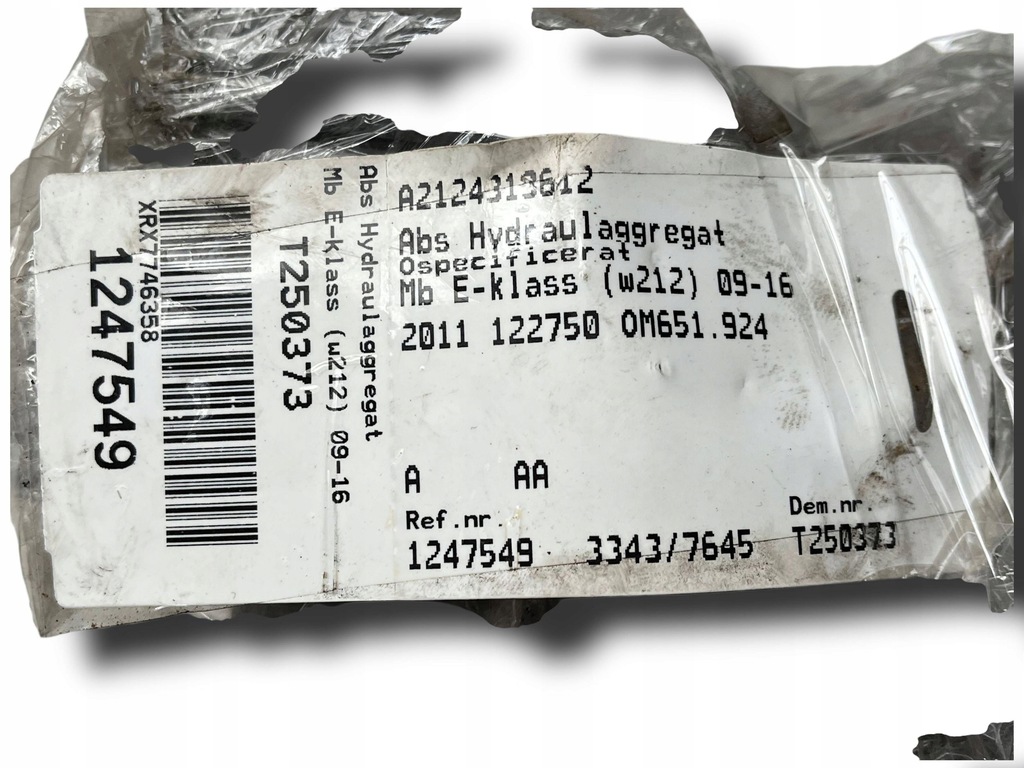 1247549
XRX7746358
T250373
Mb E-klass (w212) 09-16
Abs Hydraulaggregat
A2124319612
Abs Hydraulaggregat
Ospecificerat
Mb E-klass (w212) 09-16
2011 122750 OM651.924
A AA
Ref.nr. Dem.nr.
1247549 3343/7645 T250373